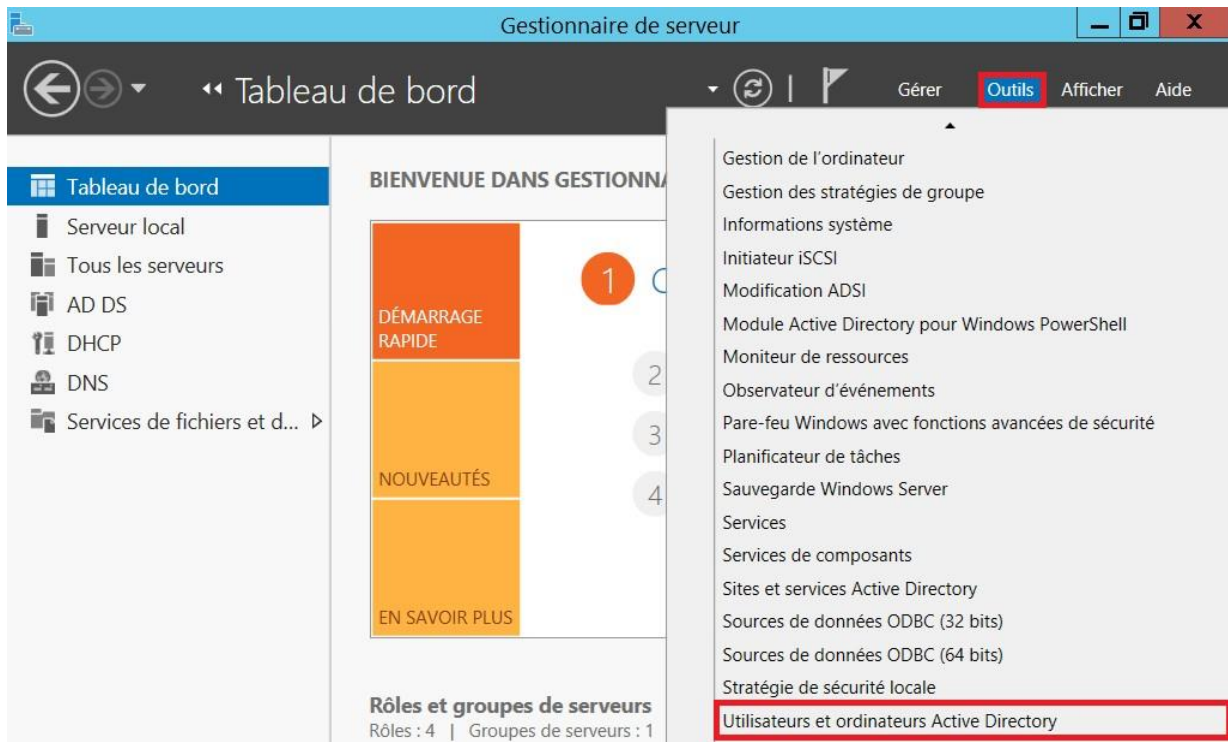 Gestionnaire de serveur
Tableau de bord
Gérer Outils Afficher Aide
Tableau de bord
Serveur local
Tous les serveurs
AD DS
DHCP
DNS
Services de fichiers et d...
BIENVENUE DANS GESTIONN
DÉMARRAGE
RAPIDE
NOUVEAUTÉS
EN SAVOIR PLUS
1
2
3
4
Rôles et groupes de serveurs
Rôles : 4 | Groupes de serveurs : 1
Gestion de l'ordinateur
Gestion des stratégies de groupe
Informations système
Initiateur iSCSI
Modification ADSI
Module Active Directory pour Windows PowerShell
Moniteur de ressources
Observateur d'événements
Pare-feu Windows avec fonctions avancées de sécurité
Planificateur de tâches
Sauvegarde Windows Server
Services
Services de composants
Sites et services Active Directory
Sources de données ODBC (32 bits)
Sources de données ODBC (64 bits)
Stratégie de sécurité locale
Utilisateurs et ordinateurs Active Directory